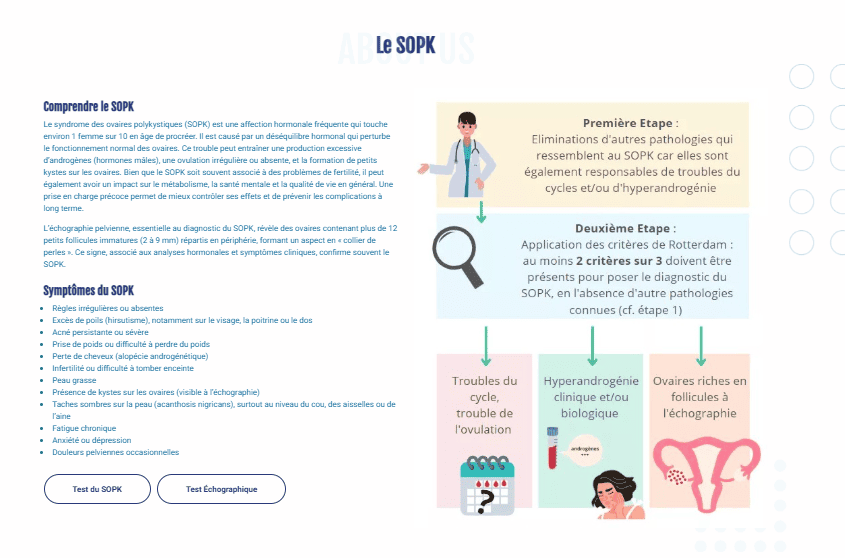 Le SOPK
Comprendre le SOPK
Le syndrome des ovaires polykystiques (SOPK) est une affection hormonale fréquente qui touche
environ 1 femme sur 10 en âge de procréer. Il est causé par un déséquilibre hormonal qui perturbe
le fonctionnement normal des ovaires. Ce trouble peut entraîner une production excessive
d'androgènes (hormones mâles), une ovulation irrégulière ou absente, et la formation de petits
kystes sur les ovaires. Bien que le SOPK soit souvent associé à des problèmes de fertilité, il peut
également avoir un impact sur le métabolisme, la santé mentale et la qualité de vie en général. Une
prise en charge précoce permet de mieux contrôler ses effets et de prévenir les complications à
long terme.
L'échographie pelvienne, essentielle au diagnostic du SOPK, révèle des ovaires contenant plus de 12
petits follicules immatures (2 à 9 mm) répartis en périphérie, formant un aspect en « collier de
perles ». Ce signe, associé aux analyses hormonales et symptômes cliniques, confirme souvent le
SOPK.
Symptômes du SOPK
Règles irrégulières ou absentes
Excès de poils (hirsutisme), notamment sur le visage, la poitrine ou le dos
Acné persistante ou sévère
Prise de poids ou difficulté à perdre du poids
Perte de cheveux (alopécie androgénétique)
Infertilité ou difficulté à tomber enceinte
Peau grasse
Présence de kystes sur les ovaires (visible à l'échographie)
Taches sombres sur la peau (acanthosis nigricans), surtout au niveau du cou, des aisselles ou de
l'aine
Fatigue chronique
Anxiété ou dépression
Douleurs pelviennes occasionnelles
Test du SOPK
Test Échographique
Première Etape :
Eliminations d'autres pathologies qui
ressemblent au SOPK car elles sont
également responsables de troubles du
cycles et/ou d'hyperandrogénie
Deuxième Etape :
Application des critères de Rotterdam :
au moins 2 critères sur 3 doivent être
présents pour poser le diagnostic du
SOPK, en l'absence d'autre pathologies
connues (cf. étape 1)
Troubles du
cycle,
trouble de
l'ovulation
?
Hyperandrogénie
clinique et/ou
biologique
androgènes
Ovaires riches en
follicules à
l'échographie